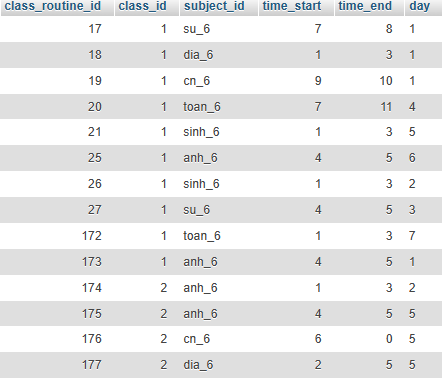 class_routine_id class_id subject_id time_start time_end day
17 1 su_6 7 8 1
18 1 dia_6 1 3 1
19 1 cn_6 9 10 1
20 1 toan_6 7 11 4
21 1 sinh_6 1 3 5
25 1 anh_6 4 5 6
26 1 sinh_6 1 3 2
27 1 su_6 4 5 3
172 1 toan_6 1 3 7
173 1 anh_6 4 5 1
174 2 anh_6 1 3 2
175 2 anh_6 4 5 5
176 2 cn_6 6 0 5
177 2 dia_6 2 5 5